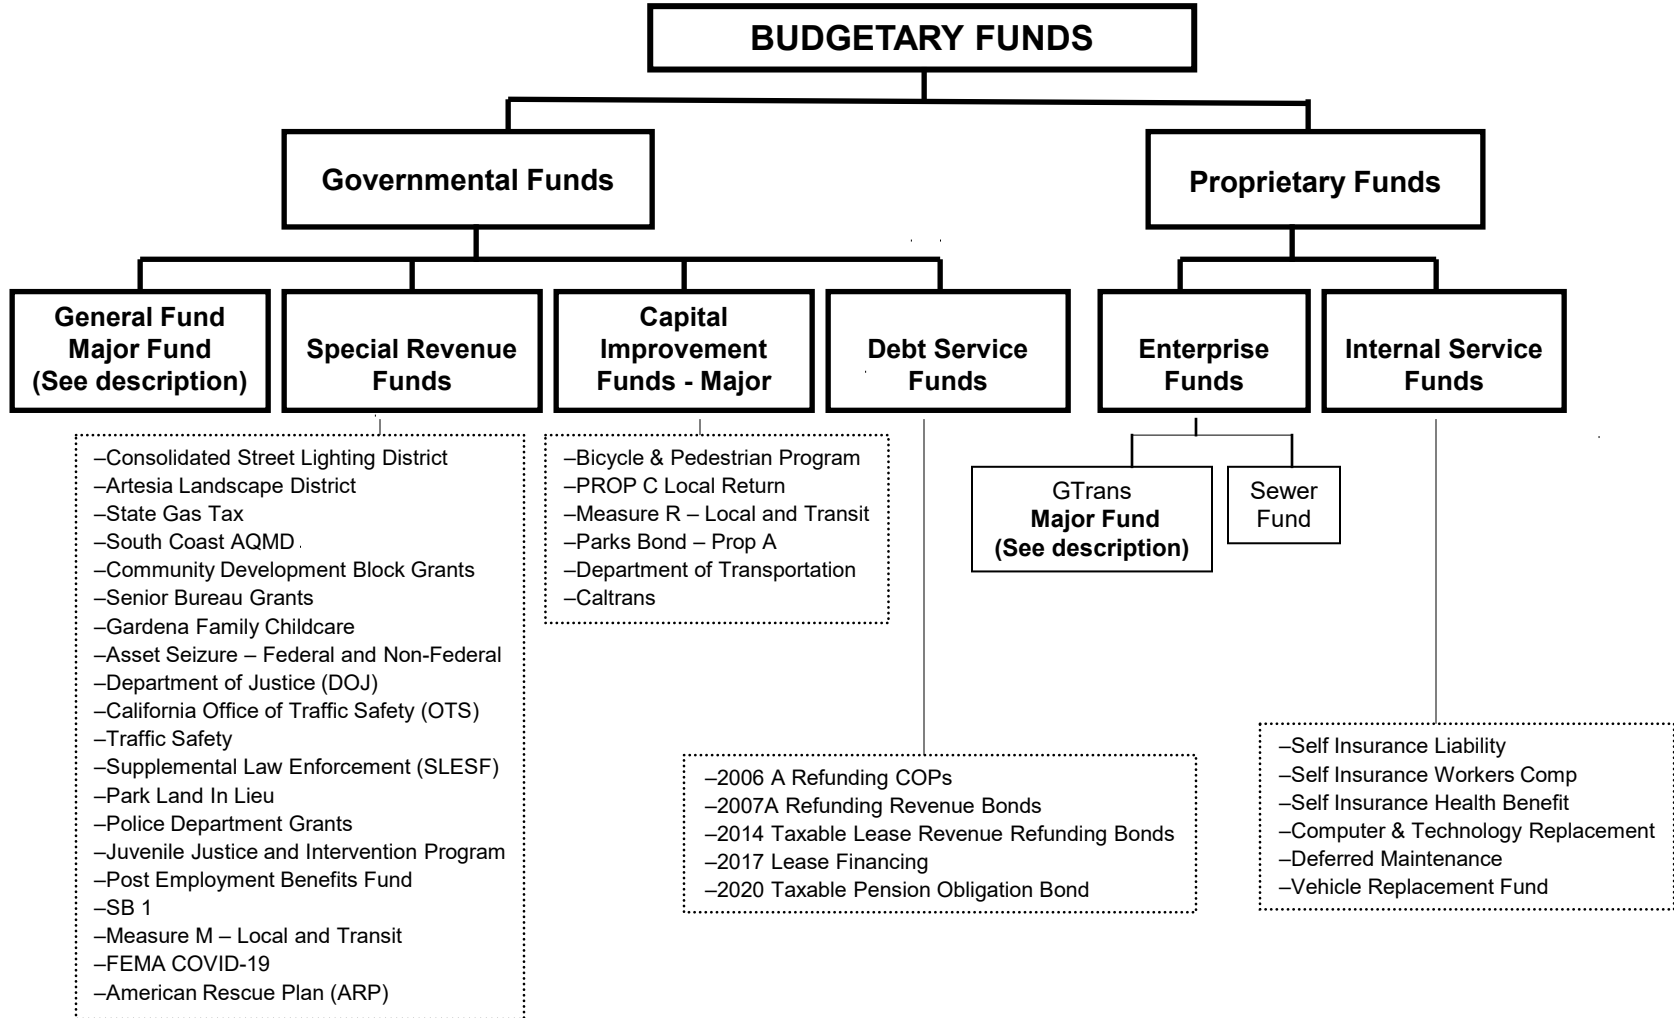 BUDGETARY FUNDS
Governmental Funds
Proprietary Funds
General Fund
Major Fund
(See description)
Special Revenue
Funds
Capital
Improvement
Funds - Major
Debt Service
Funds
Enterprise
Funds
Internal Service
Funds
–Consolidated Street Lighting District
–Artesia Landscape District
–State Gas Tax
–South Coast AQMD
–Community Development Block Grants
–Senior Bureau Grants
–Gardena Family Childcare
–Asset Seizure – Federal and Non-Federal
–Department of Justice (DOJ)
–California Office of Traffic Safety (OTS)
–Traffic Safety
–Supplemental Law Enforcement (SLESF)
–Park Land In Lieu
–Police Department Grants
–Juvenile Justice and Intervention Program
–Post Employment Benefits Fund
–SB 1
–Measure M – Local and Transit
–FEMA COVID-19
–American Rescue Plan (ARP)
–Bicycle & Pedestrian Program
–PROP C Local Return
–Measure R – Local and Transit
–Parks Bond – Prop A
–Department of Transportation
–Caltrans
–2006 A Refunding COPs
–2007A Refunding Revenue Bonds
–2014 Taxable Lease Revenue Refunding Bonds
–2017 Lease Financing
–2020 Taxable Pension Obligation Bond
GTrans
Major Fund
(See description)
Sewer
Fund
–Self Insurance Liability
–Self Insurance Workers Comp
–Self Insurance Health Benefit
–Computer & Technology Replacement
–Deferred Maintenance
–Vehicle Replacement Fund